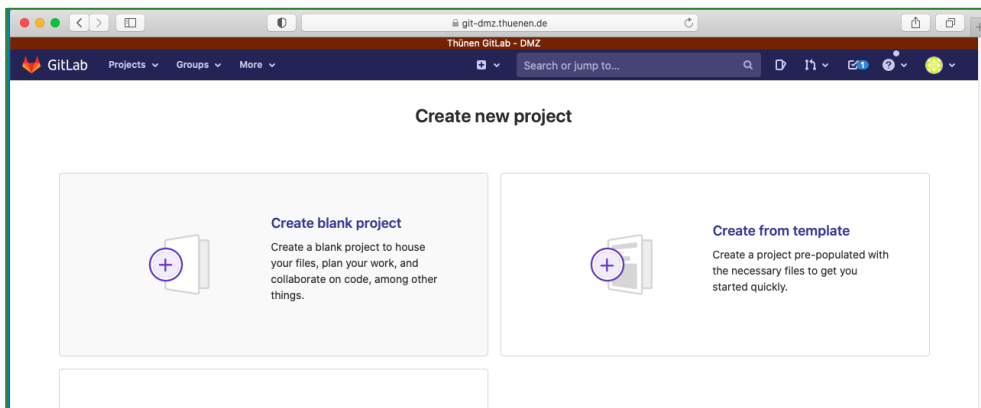 git-dmz.thuenen.de
Thünen GitLab - DMZ
GitLab Projects Groups More Search or jump to... 1
Create new project
Create blank project
Create a blank project to house
your files, plan your work, and
collaborate on code, among other
things.
Create from template
Create a project pre-populated with
the necessary files to get you
started quickly.